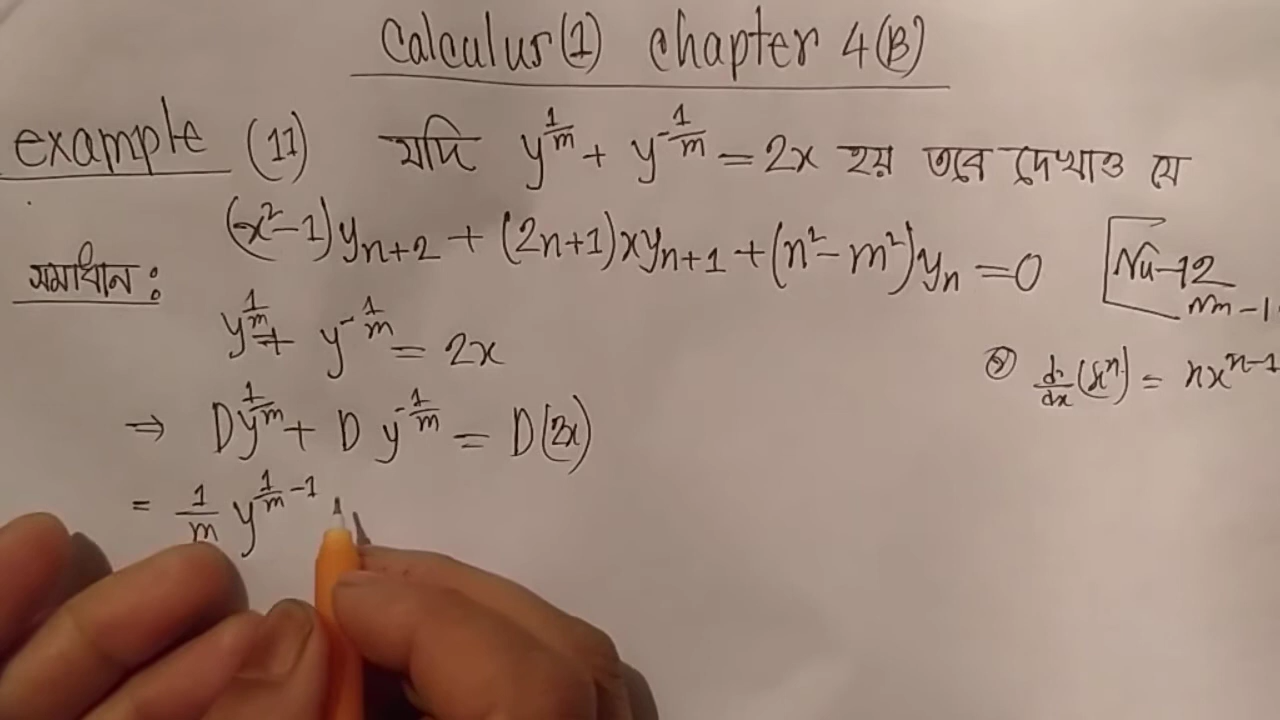 Calculus(1) chapter 4(B)
example (11) যদি y^{1/m} + y^{-1/m} = 2x হয় তবে দেখাও যে
(x²-1)y_{n+2} + (2n+1)xy_{n+1} + (n²-m²)y_n = 0 [Nu-12
সমাধান:
y^{1/m} + y^{-1/m} = 2x
⊗ d/dx (x^n) = nx^{n-1}
⇒ Dy^{1/m} + D y^{-1/m} = D(2x)
= 1/m y^{1/m -1}